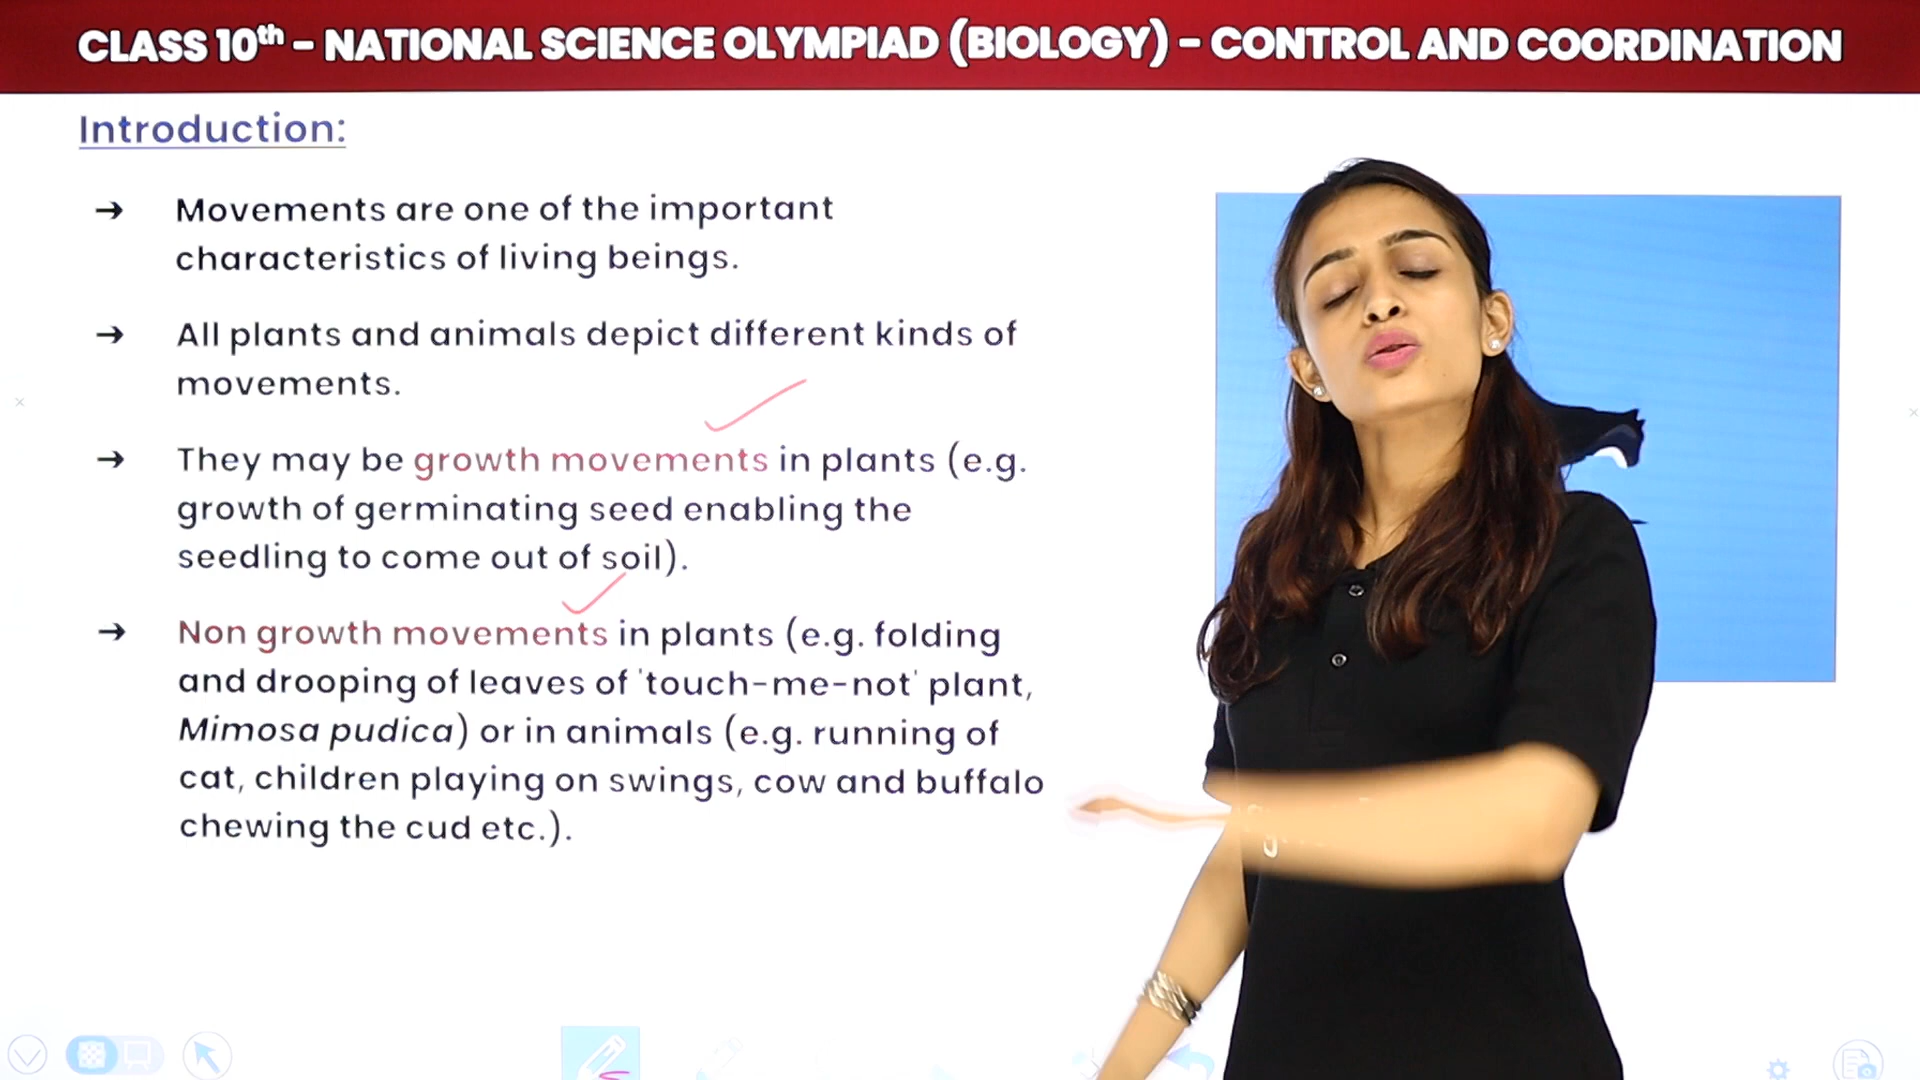 CLASS 10th - NATIONAL SCIENCE OLYMPIAD (BIOLOGY) - CONTROL AND COORDINATION
Introduction:
→ Movements are one of the important
characteristics of living beings.
→ All plants and animals depict different kinds of
movements.
→ They may be growth movements in plants (e.g.
growth of germinating seed enabling the
seedling to come out of soil).
→ Non growth movements in plants (e.g. folding
and drooping of leaves of 'touch-me-not' plant,
Mimosa pudica) or in animals (e.g. running of
cat, children playing on swings, cow and buffalo
chewing the cud etc.).